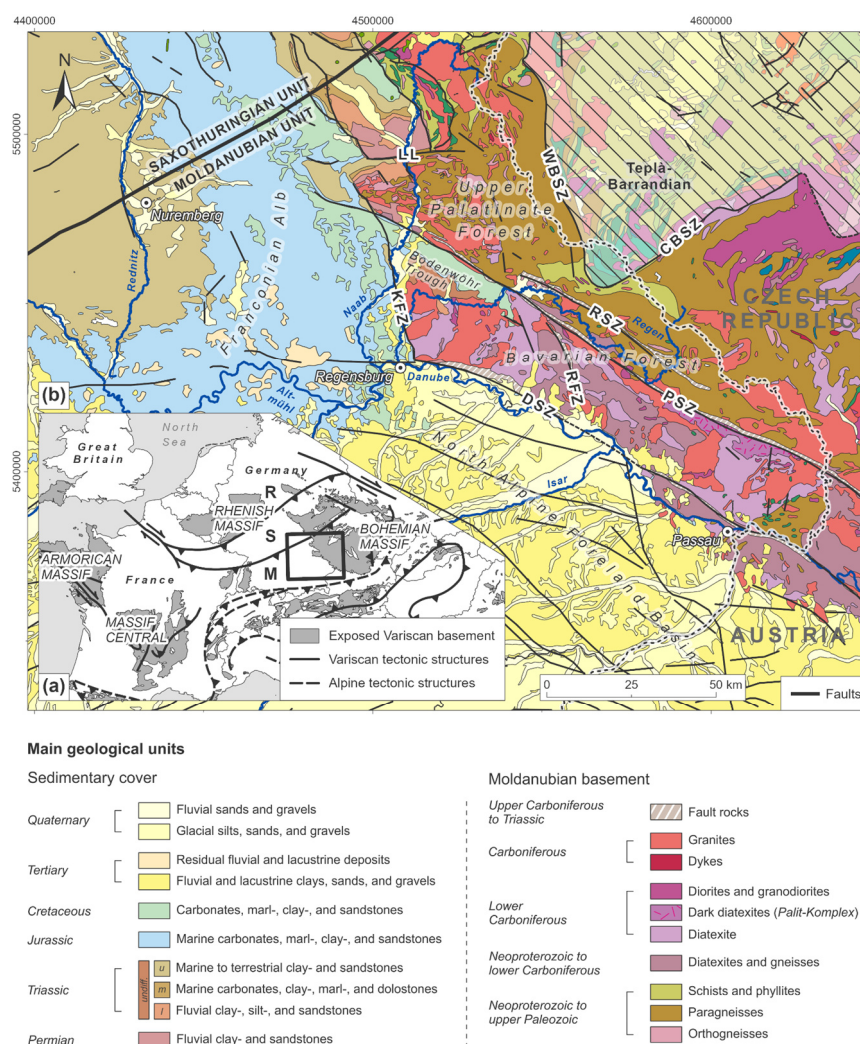 4400000
4500000
4600000
5500000
5400000
N
SAXOTHURINGIAN UNIT
MOLDANUBIAN UNIT
Nuremberg
Rednitz
Franconian Alb
LL
Upper
Palatinate
Forest
WBSZ
Teplà-
Barrandian
CBSZ
Bodenwöhr
Tough
Naab
KFZ
RSZ
Regen
CZECH
REPUBLIC
Bavarian Forest
Regensburg
Danube
Alt-
mühl
DSZ
RFZ
PSZ
North Alpine Foreland Basin
Isar
Passau
AUSTRIA
(b)
0 25 50 km
Faults
North
Sea
Great
Britain
Germany
R
RHENISH
MASSIF
S
BOHEMIAN
MASSIF
M
ARMORICAN
MASSIF
France
MASSIF
CENTRAL
Exposed Variscan basement
Variscan tectonic structures
Alpine tectonic structures
(a)
Main geological units
Sedimentary cover
Quaternary
Fluvial sands and gravels
Glacial silts, sands, and gravels
Tertiary
Residual fluvial and lacustrine deposits
Fluvial and lacustrine clays, sands, and gravels
Cretaceous
Carbonates, marl-, clay-, and sandstones
Jurassic
Marine carbonates, marl-, clay-, and sandstones
Triassic
undiff.
u Marine to terrestrial clay- and sandstones
m Marine carbonates, clay-, marl-, and dolostones
l Fluvial clay-, silt-, and sandstones
Permian
Fluvial clay- and sandstones
Moldanubian basement
Upper Carboniferous
to Triassic
Fault rocks
Carboniferous
Granites
Dykes
Lower
Carboniferous
Diorites and granodiorites
Dark diatexites (Palit-Komplex)
Diatexite
Neoproterozoic to
lower Carboniferous
Diatexites and gneisses
Neoproterozoic to
upper Paleozoic
Schists and phyllites
Paragneisses
Orthogneisses